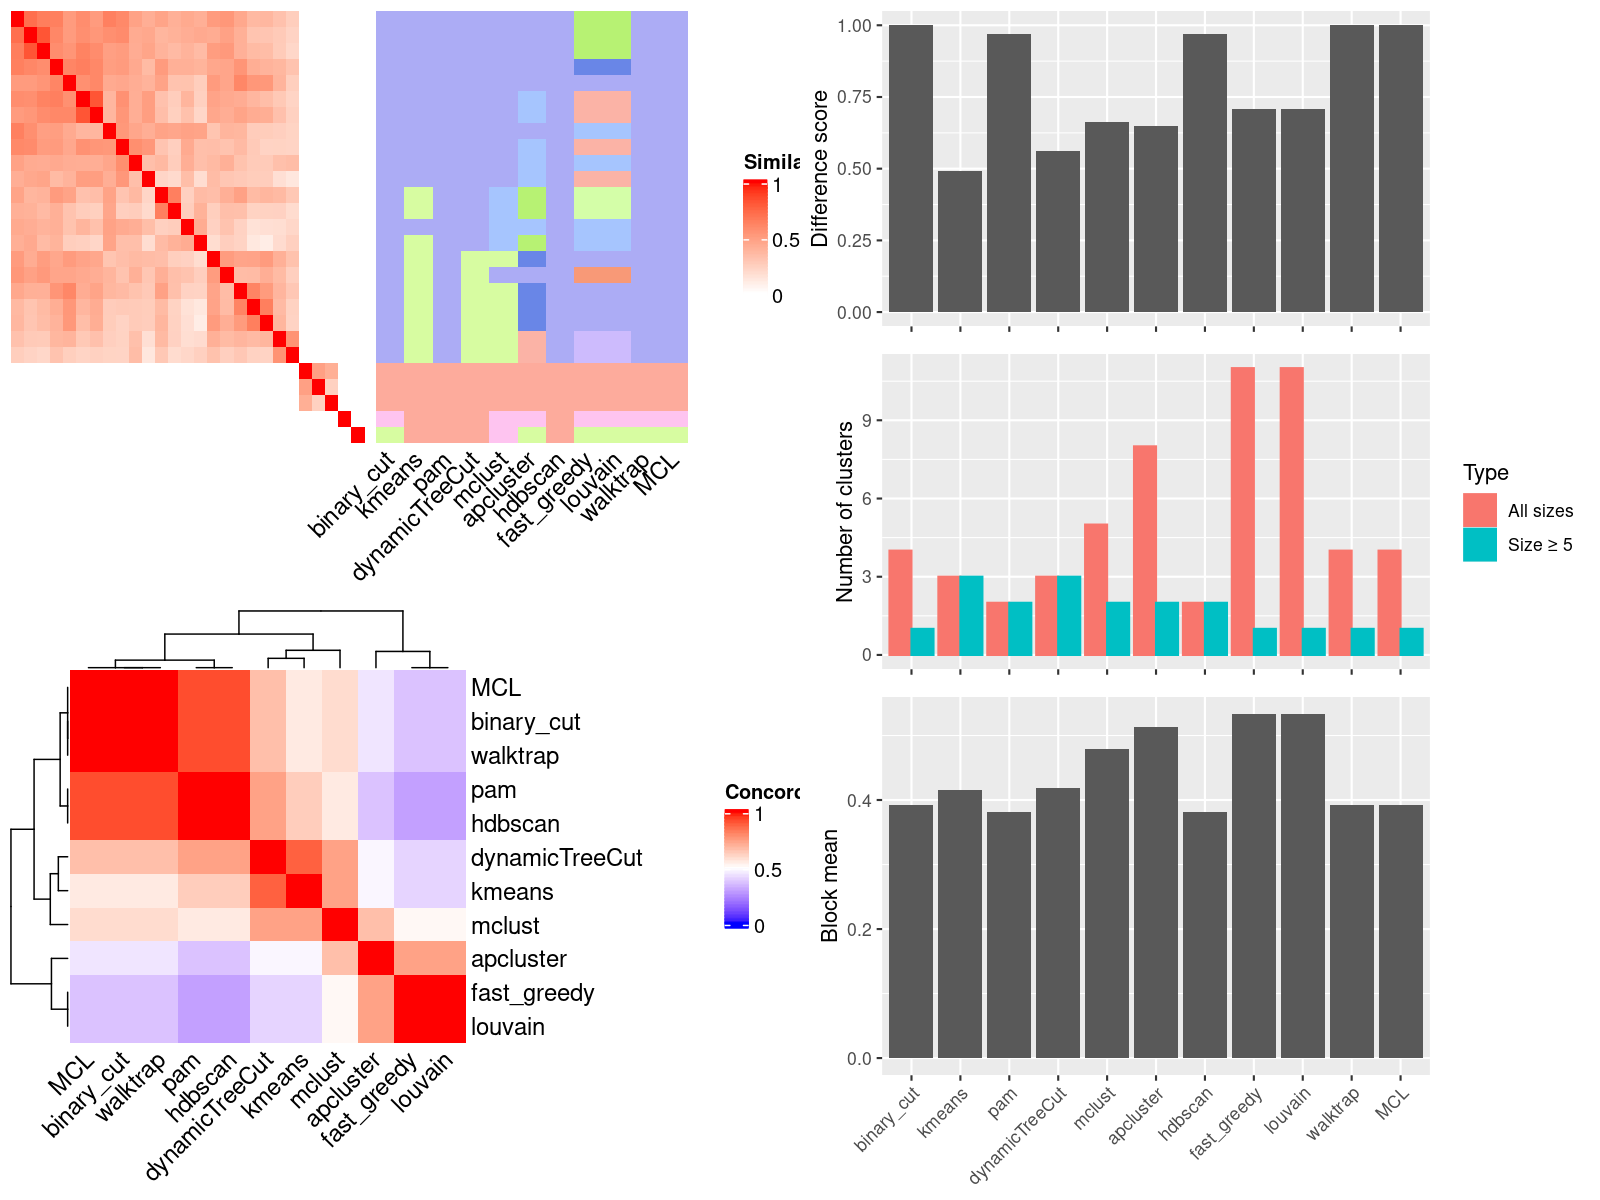 Simila
1
0.5
0
binary_cut
kmeans
pam
dynamicTreeCut
mclust
apcluster
hdbscan
fast_greedy
louvain
walktrap
MCL
MCL
binary_cut
walktrap
pam
hdbscan
dynamicTreeCut
kmeans
mclust
apcluster
fast_greedy
louvain
MCL
binary_cut
walktrap
pam
hdbscan
dynamicTreeCut
kmeans
mclust
apcluster
fast_greedy
louvain
Concord
1
0.5
0
Difference score
1.00
0.75
0.50
0.25
0.00
Number of clusters
9
6
3
0
Type
All sizes
Size ≥ 5
Block mean
0.4
0.2
0.0
binary_cut
kmeans
pam
dynamicTreeCut
mclust
apcluster
hdbscan
fast_greedy
louvain
walktrap
MCL